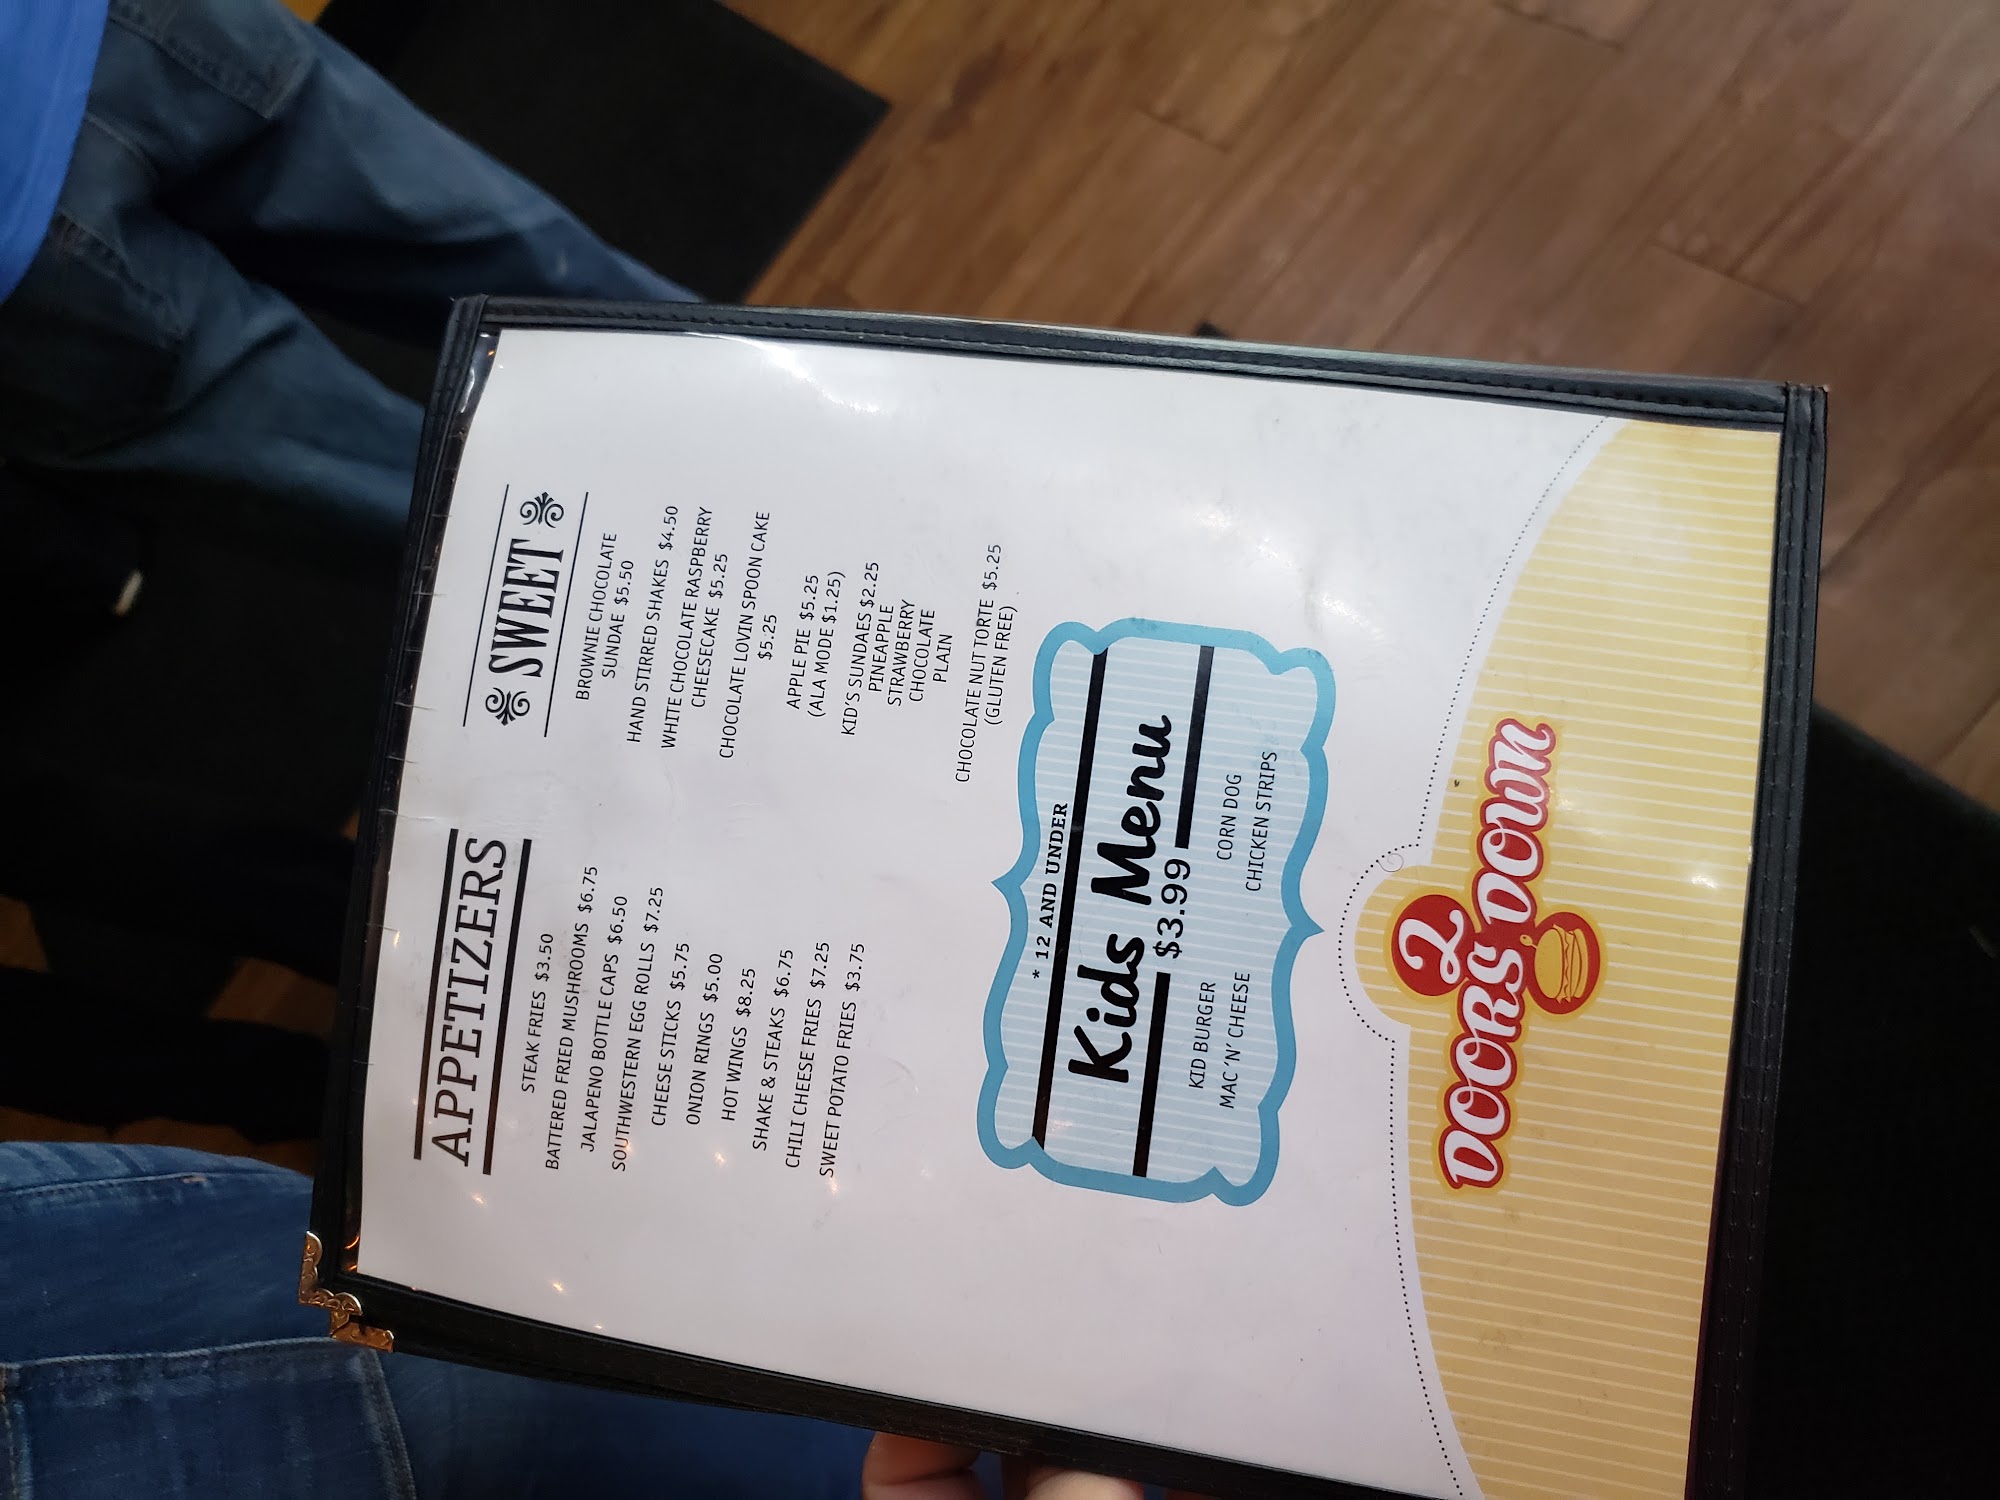 APPETIZERS
STEAK FRIES $3.50
BATTERED FRIED MUSHROOMS $6.75
JALAPENO BOTTLE CAPS $6.50
SOUTHWESTERN EGG ROLLS $7.25
CHEESE STICKS $5.75
ONION RINGS $5.00
HOT WINGS $8.25
SHAKE & STEAKS $6.75
CHILI CHEESE FRIES $7.25
SWEET POTATO FRIES $3.75
SWEET
BROWNIE CHOCOLATE
SUNDAE $5.50
HAND STIRRED SHAKES $4.50
WHITE CHOCOLATE RASPBERRY
CHEESECAKE $5.25
CHOCOLATE LOVIN SPOON CAKE
$5.25
APPLE PIE $5.25
(ALA MODE $1.25)
KID'S SUNDAES $2.25
PINEAPPLE
STRAWBERRY
CHOCOLATE
PLAIN
CHOCOLATE NUT TORTE $5.25
(GLUTEN FREE)
* 12 AND UNDER
Kids Menu
$3.99
KID BURGER
MAC 'N' CHEESE
CORN DOG
CHICKEN STRIPS
2
DOORS DOWN